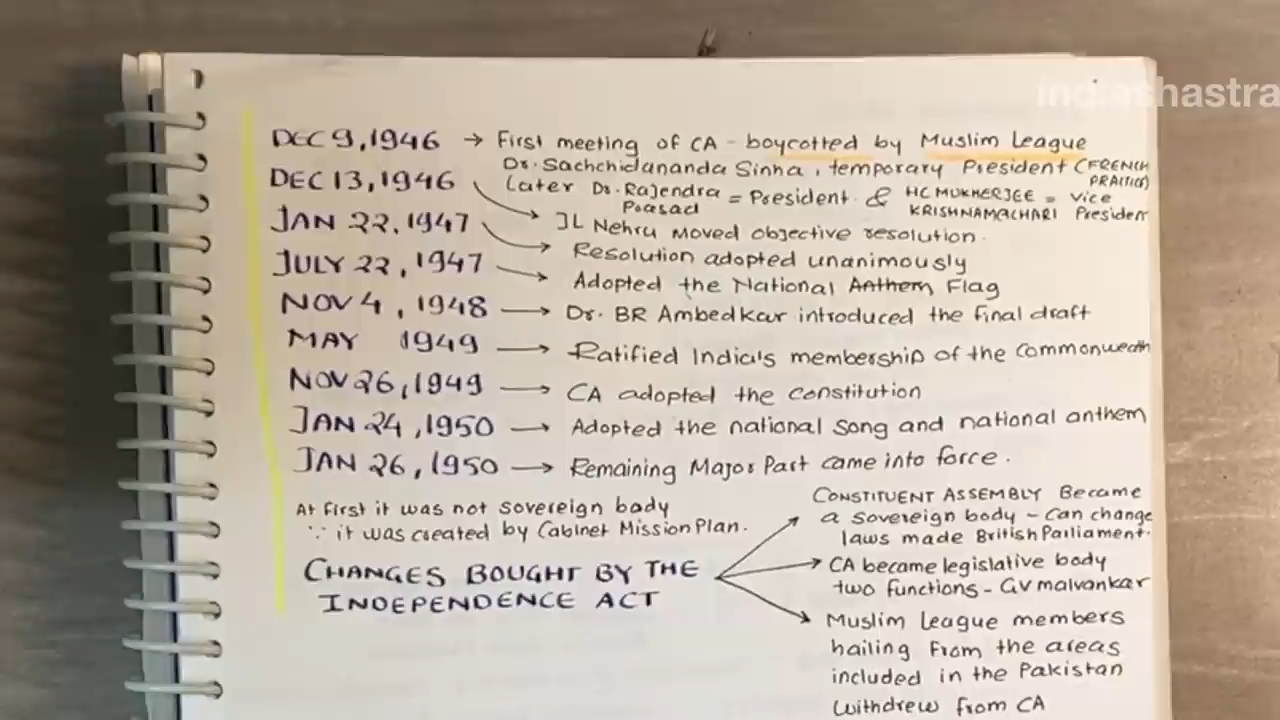 indiashastra
DEC 9, 1946 → First meeting of CA - boycotted by Muslim League
Dr. Sachchidananda Sinha, temporary President (FRENCH PRACTICE)
DEC 13, 1946
Later Dr. Rajendra Prasad = President & HC MUKHERJEE = Vice President
KRISHNAMACHARI
JL Nehru moved objective resolution.
JAN 22, 1947
Resolution adopted unanimously
JULY 22, 1947 → Adopted the National Anthem Flag
NOV 4, 1948 → Dr. BR Ambedkar introduced the final draft
MAY 1949 → Ratified India's membership of the Commonweath
NOV 26, 1949 → CA adopted the constitution
JAN 24, 1950 → Adopted the national song and national anthem
JAN 26, 1950 → Remaining Major Part came into force.
At first it was not sovereign body
∵ it was created by Cabinet Mission Plan.
CHANGES BOUGHT BY THE
INDEPENDENCE ACT
CONSTITUENT ASSEMBLY Became
a sovereign body - Can change
laws made British Parliament.
CA became legislative body
two functions - GV malvankar
Muslim League members
hailing from the areas
included in the Pakistan
withdrew from CA